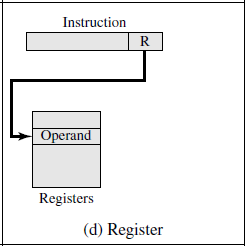 Instruction
R
Operand
Registers
(d) Register